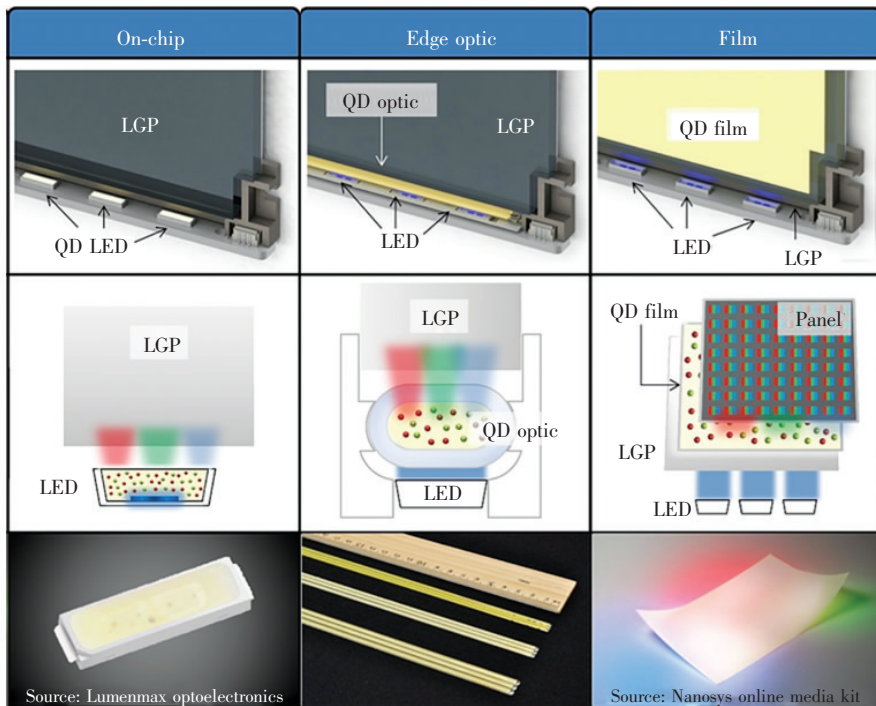 On-chip
Edge optic
Film
LGP
QD LED
QD optic
LGP
LED
QD film
LED
LGP
LGP
LED
LGP
QD optic
LED
QD film
Panel
LGP
LED
Source: Lumenmax optoelectronics
Source: Nanosys online media kit